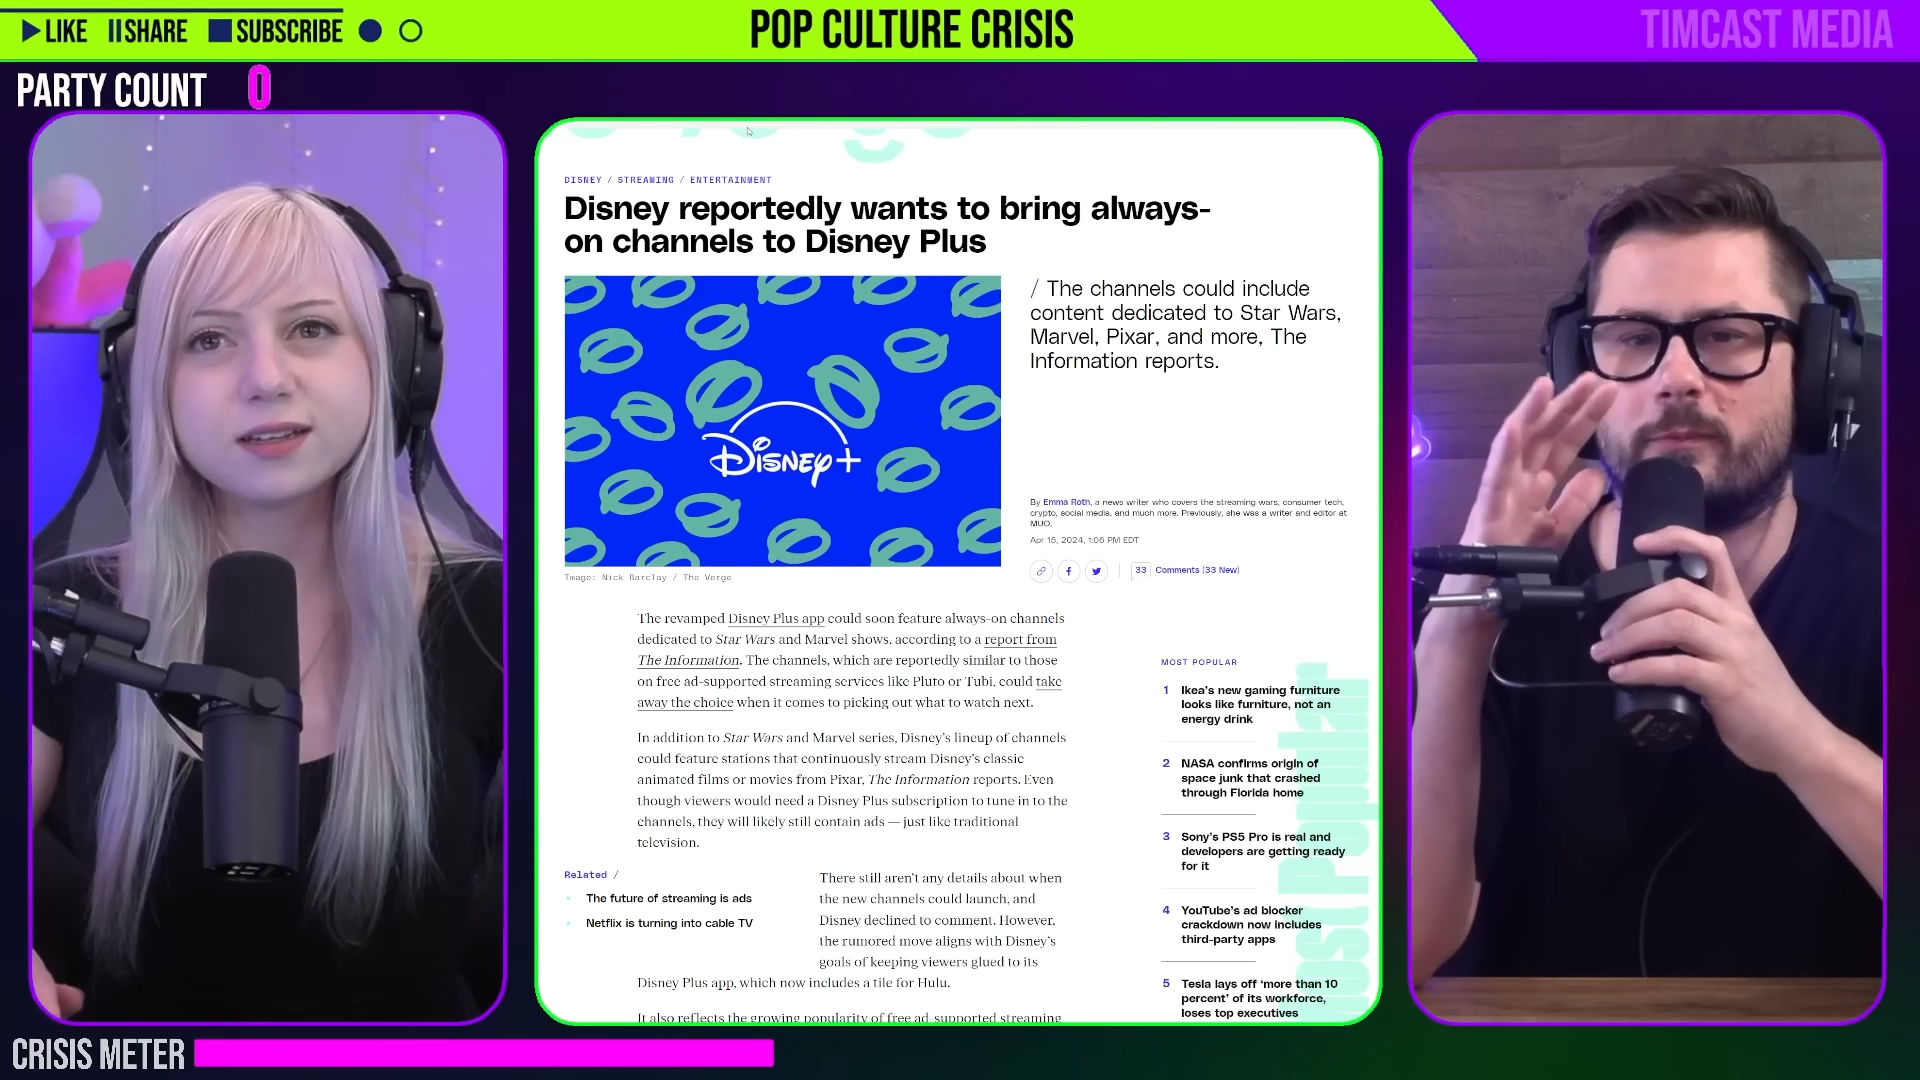 LIKE SHARE SUBSCRIBE
POP CULTURE CRISIS
TIMCAST MEDIA
PARTY COUNT 0
DISNEY / STREAMING / ENTERTAINMENT
Disney reportedly wants to bring always-
on channels to Disney Plus
Disney+
Image: Nick Barclay / The Verge
/ The channels could include
content dedicated to Star Wars,
Marvel, Pixar, and more, The
Information reports.
By Emma Roth, a news writer who covers the streaming wars, consumer tech,
crypto, social media, and much more. Previously, she was a writer and editor at
MUO.
Apr 15, 2024, 1:06 PM EDT
33 Comments (33 New)
The revamped Disney Plus app could soon feature always-on channels
dedicated to Star Wars and Marvel shows, according to a report from
The Information. The channels, which are reportedly similar to those
on free ad-supported streaming services like Pluto or Tubi, could take
away the choice when it comes to picking out what to watch next.
In addition to Star Wars and Marvel series, Disney's lineup of channels
could feature stations that continuously stream Disney's classic
animated films or movies from Pixar, The Information reports. Even
though viewers would need a Disney Plus subscription to tune in to the
channels, they will likely still contain ads — just like traditional
television.
Related /
The future of streaming is ads
Netflix is turning into cable TV
There still aren't any details about when
the new channels could launch, and
Disney declined to comment. However,
the rumored move aligns with Disney's
goals of keeping viewers glued to its
Disney Plus app, which now includes a tile for Hulu.
It also reflects the growing popularity of free ad-supported streaming
MOST POPULAR
Most Popular
1 Ikea's new gaming furniture
looks like furniture, not an
energy drink
2 NASA confirms origin of
space junk that crashed
through Florida home
3 Sony's PS5 Pro is real and
developers are getting ready
for it
4 YouTube's ad blocker
crackdown now includes
third-party apps
5 Tesla lays off 'more than 10
percent' of its workforce,
loses top executives
CRISIS METER